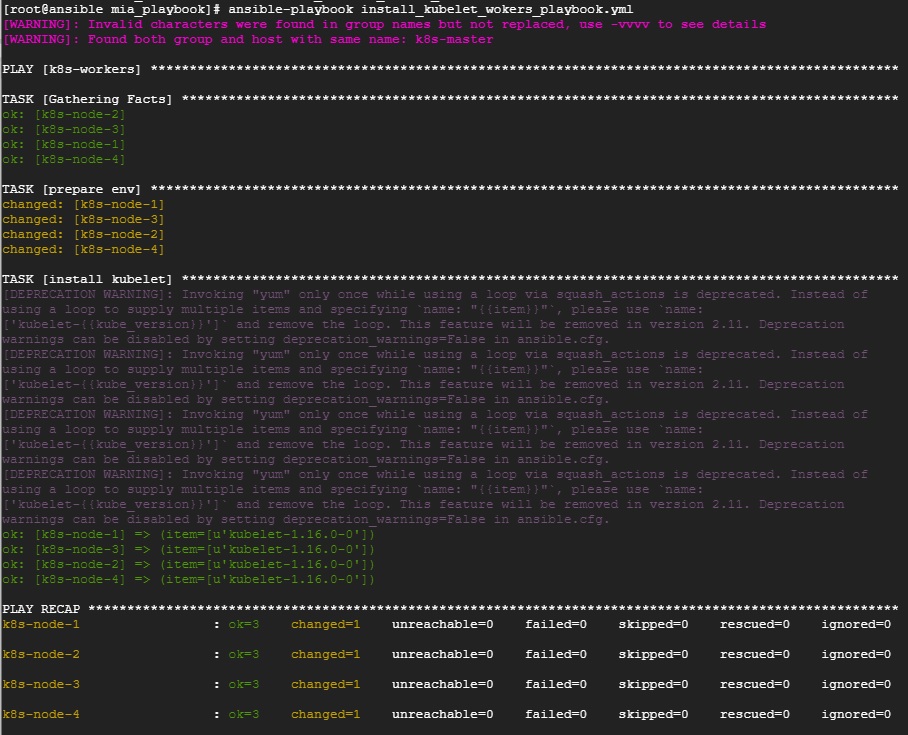 [root@ansible mia_playbook]# ansible-playbook install_kubelet_wokers_playbook.yml
[WARNING]: Invalid characters were found in group names but not replaced, use -vvvv to see details
[WARNING]: Found both group and host with same name: k8s-master
PLAY [k8s-workers] ********************************************************************************************
TASK [Gathering Facts] ****************************************************************************************
ok: [k8s-node-2]
ok: [k8s-node-3]
ok: [k8s-node-1]
ok: [k8s-node-4]
TASK [prepare env] ********************************************************************************************
changed: [k8s-node-1]
changed: [k8s-node-3]
changed: [k8s-node-2]
changed: [k8s-node-4]
TASK [install kubelet] ****************************************************************************************
[DEPRECATION WARNING]: Invoking "yum" only once while using a loop via squash_actions is deprecated. Instead of
using a loop to supply multiple items and specifying `name: "{{item}}"`, please use `name:
['kubelet-{{kube_version}}']` and remove the loop. This feature will be removed in version 2.11. Deprecation
warnings can be disabled by setting deprecation_warnings=False in ansible.cfg.
[DEPRECATION WARNING]: Invoking "yum" only once while using a loop via squash_actions is deprecated. Instead of
using a loop to supply multiple items and specifying `name: "{{item}}"`, please use `name:
['kubelet-{{kube_version}}']` and remove the loop. This feature will be removed in version 2.11. Deprecation
warnings can be disabled by setting deprecation_warnings=False in ansible.cfg.
[DEPRECATION WARNING]: Invoking "yum" only once while using a loop via squash_actions is deprecated. Instead of
using a loop to supply multiple items and specifying `name: "{{item}}"`, please use `name:
['kubelet-{{kube_version}}']` and remove the loop. This feature will be removed in version 2.11. Deprecation
warnings can be disabled by setting deprecation_warnings=False in ansible.cfg.
[DEPRECATION WARNING]: Invoking "yum" only once while using a loop via squash_actions is deprecated. Instead of
using a loop to supply multiple items and specifying `name: "{{item}}"`, please use `name:
['kubelet-{{kube_version}}']` and remove the loop. This feature will be removed in version 2.11. Deprecation
warnings can be disabled by setting deprecation_warnings=False in ansible.cfg.
ok: [k8s-node-1] => (item=[u'kubelet-1.16.0-0'])
ok: [k8s-node-3] => (item=[u'kubelet-1.16.0-0'])
ok: [k8s-node-2] => (item=[u'kubelet-1.16.0-0'])
ok: [k8s-node-4] => (item=[u'kubelet-1.16.0-0'])
PLAY RECAP ****************************************************************************************************
k8s-node-1 : ok=3 changed=1 unreachable=0 failed=0 skipped=0 rescued=0 ignored=0
k8s-node-2 : ok=3 changed=1 unreachable=0 failed=0 skipped=0 rescued=0 ignored=0
k8s-node-3 : ok=3 changed=1 unreachable=0 failed=0 skipped=0 rescued=0 ignored=0
k8s-node-4 : ok=3 changed=1 unreachable=0 failed=0 skipped=0 rescued=0 ignored=0